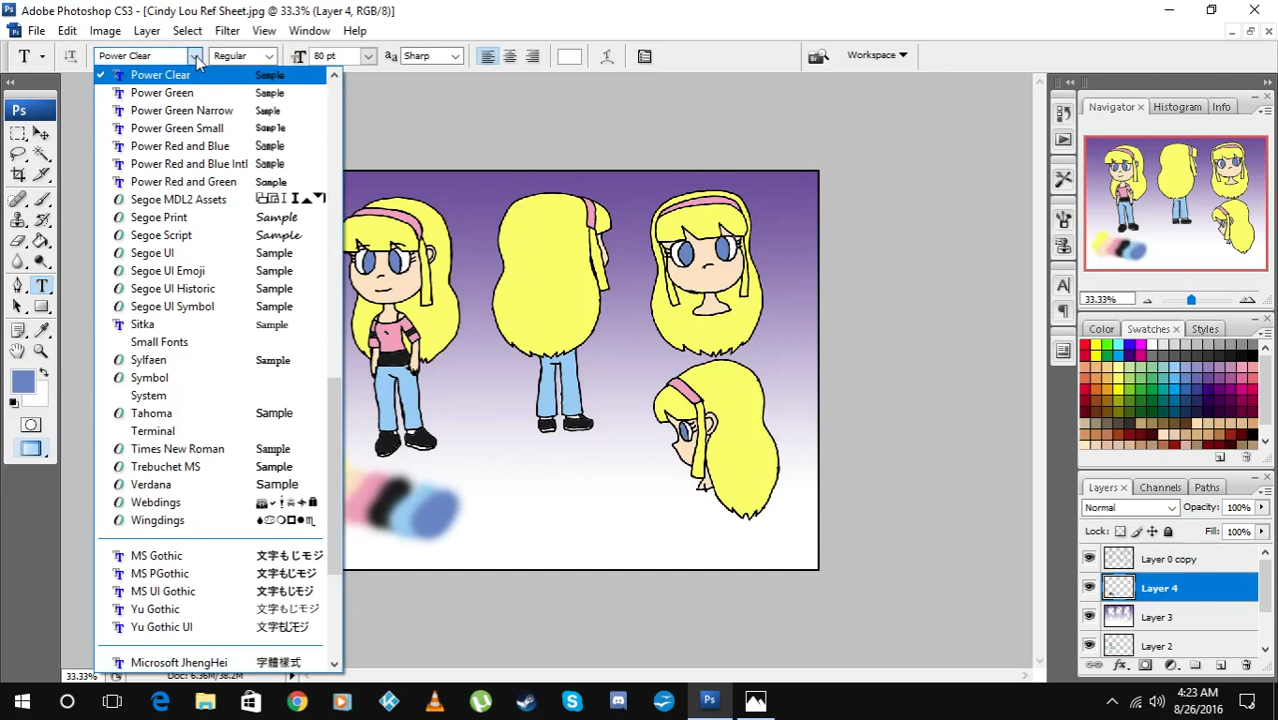 Adobe Photoshop CS3 - [Cindy Lou Ref Sheet.jpg @ 33.3% (Layer 4, RGB/8)]
File Edit Image Layer Select Filter View Window Help
Power Clear Regular 80 pt Sharp Workspace
Power Clear Sample
Power Green Sample
Power Green Narrow Sample
Power Green Small Sample
Power Red and Blue Sample
Power Red and Blue Intl Sample
Power Red and Green Sample
Segoe MDL2 Assets
Segoe Print Sample
Segoe Script Sample
Segoe UI Sample
Segoe UI Emoji Sample
Segoe UI Historic Sample
Segoe UI Symbol Sample
Sitka Sample
Small Fonts
Sylfaen Sample
Symbol
System
Tahoma Sample
Terminal
Times New Roman Sample
Trebuchet MS Sample
Verdana Sample
Webdings
Wingdings
MS Gothic 文字もじモジ
MS PGothic 文字もじモジ
MS UI Gothic 文字もじモジ
Yu Gothic 文字もじモジ
Yu Gothic UI 文字もじモジ
Microsoft JhengHei 字體樣式
Ps
Navigator Histogram Info
33.33%
Color Swatches Styles
Layers Channels Paths
Normal Opacity: 100%
Lock: Fill: 100%
Layer 0 copy
Layer 4
Layer 3
Layer 2
33.33% Doc: 6.36M/38.2M
4:23 AM
8/26/2016